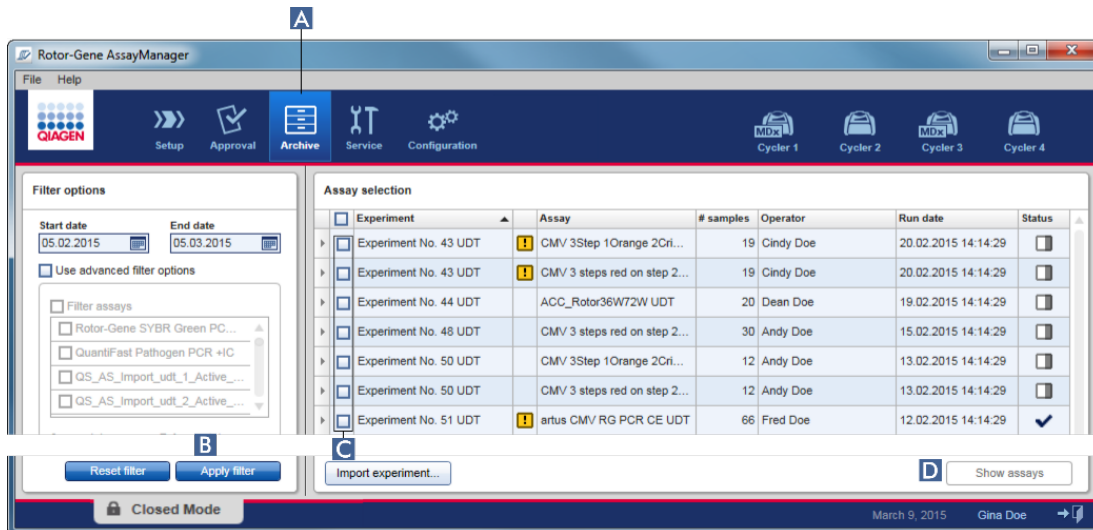 A
Rotor-Gene AssayManager
File Help
QIAGEN
Setup Approval Archive Service Configuration
MDx MDx
Cycler 1 Cycler 2 Cycler 3 Cycler 4
Filter options
Start date End date
05.02.2015 05.03.2015
Use advanced filter options
Filter assays
Rotor-Gene SYBR Green PC...
QuantiFast Pathogen PCR +IC
QS_AS_Import_udt_1_Active_...
QS_AS_Import_udt_2_Active_...
B
Reset filter Apply filter
Assay selection
Experiment Assay # samples Operator Run date Status
Experiment No. 43 UDT ! CMV 3Step 1Orange 2Cri... 19 Cindy Doe 20.02.2015 14:14:29
Experiment No. 43 UDT ! CMV 3 steps red on step 2... 19 Cindy Doe 20.02.2015 14:14:29
Experiment No. 44 UDT ACC_Rotor36W72W UDT 20 Dean Doe 19.02.2015 14:14:29
Experiment No. 48 UDT CMV 3 steps red on step 2... 30 Andy Doe 15.02.2015 14:14:29
Experiment No. 50 UDT CMV 3Step 1Orange 2Cri... 12 Andy Doe 13.02.2015 14:14:29
Experiment No. 50 UDT CMV 3 steps red on step 2... 12 Andy Doe 13.02.2015 14:14:29
Experiment No. 51 UDT ! artus CMV RG PCR CE UDT 66 Fred Doe 12.02.2015 14:14:29
C
Import experiment... D Show assays
Closed Mode March 9, 2015 Gina Doe